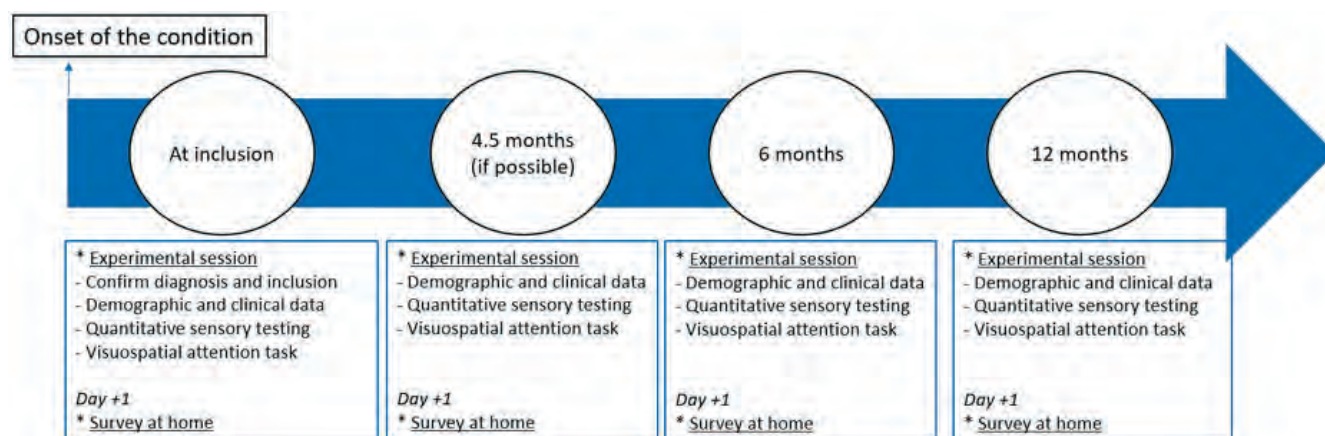 Onset of the condition
At inclusion
4.5 months
(if possible)
6 months
12 months
* Experimental session
- Confirm diagnosis and inclusion
- Demographic and clinical data
- Quantitative sensory testing
- Visuospatial attention task
Day +1
* Survey at home
* Experimental session
- Demographic and clinical data
- Quantitative sensory testing
- Visuospatial attention task
Day +1
* Survey at home
* Experimental session
- Demographic and clinical data
- Quantitative sensory testing
- Visuospatial attention task
Day +1
* Survey at home
* Experimental session
- Demographic and clinical data
- Quantitative sensory testing
- Visuospatial attention task
Day +1
* Survey at home